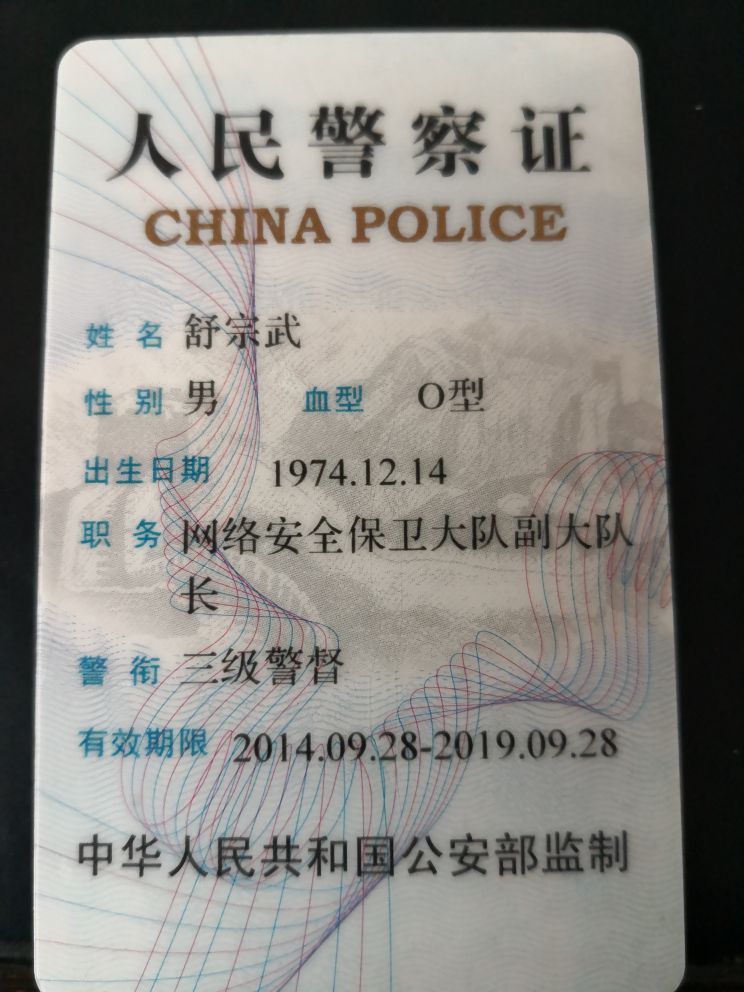 人民警察证
CHINA POLICE
姓名 舒宗武
性别 男 血型 O型
出生日期 1974.12.14
职务 网络安全保卫大队副大队
长
警衔 三级警督
有效期限 2014.09.28-2019.09.28
中华人民共和国公安部监制